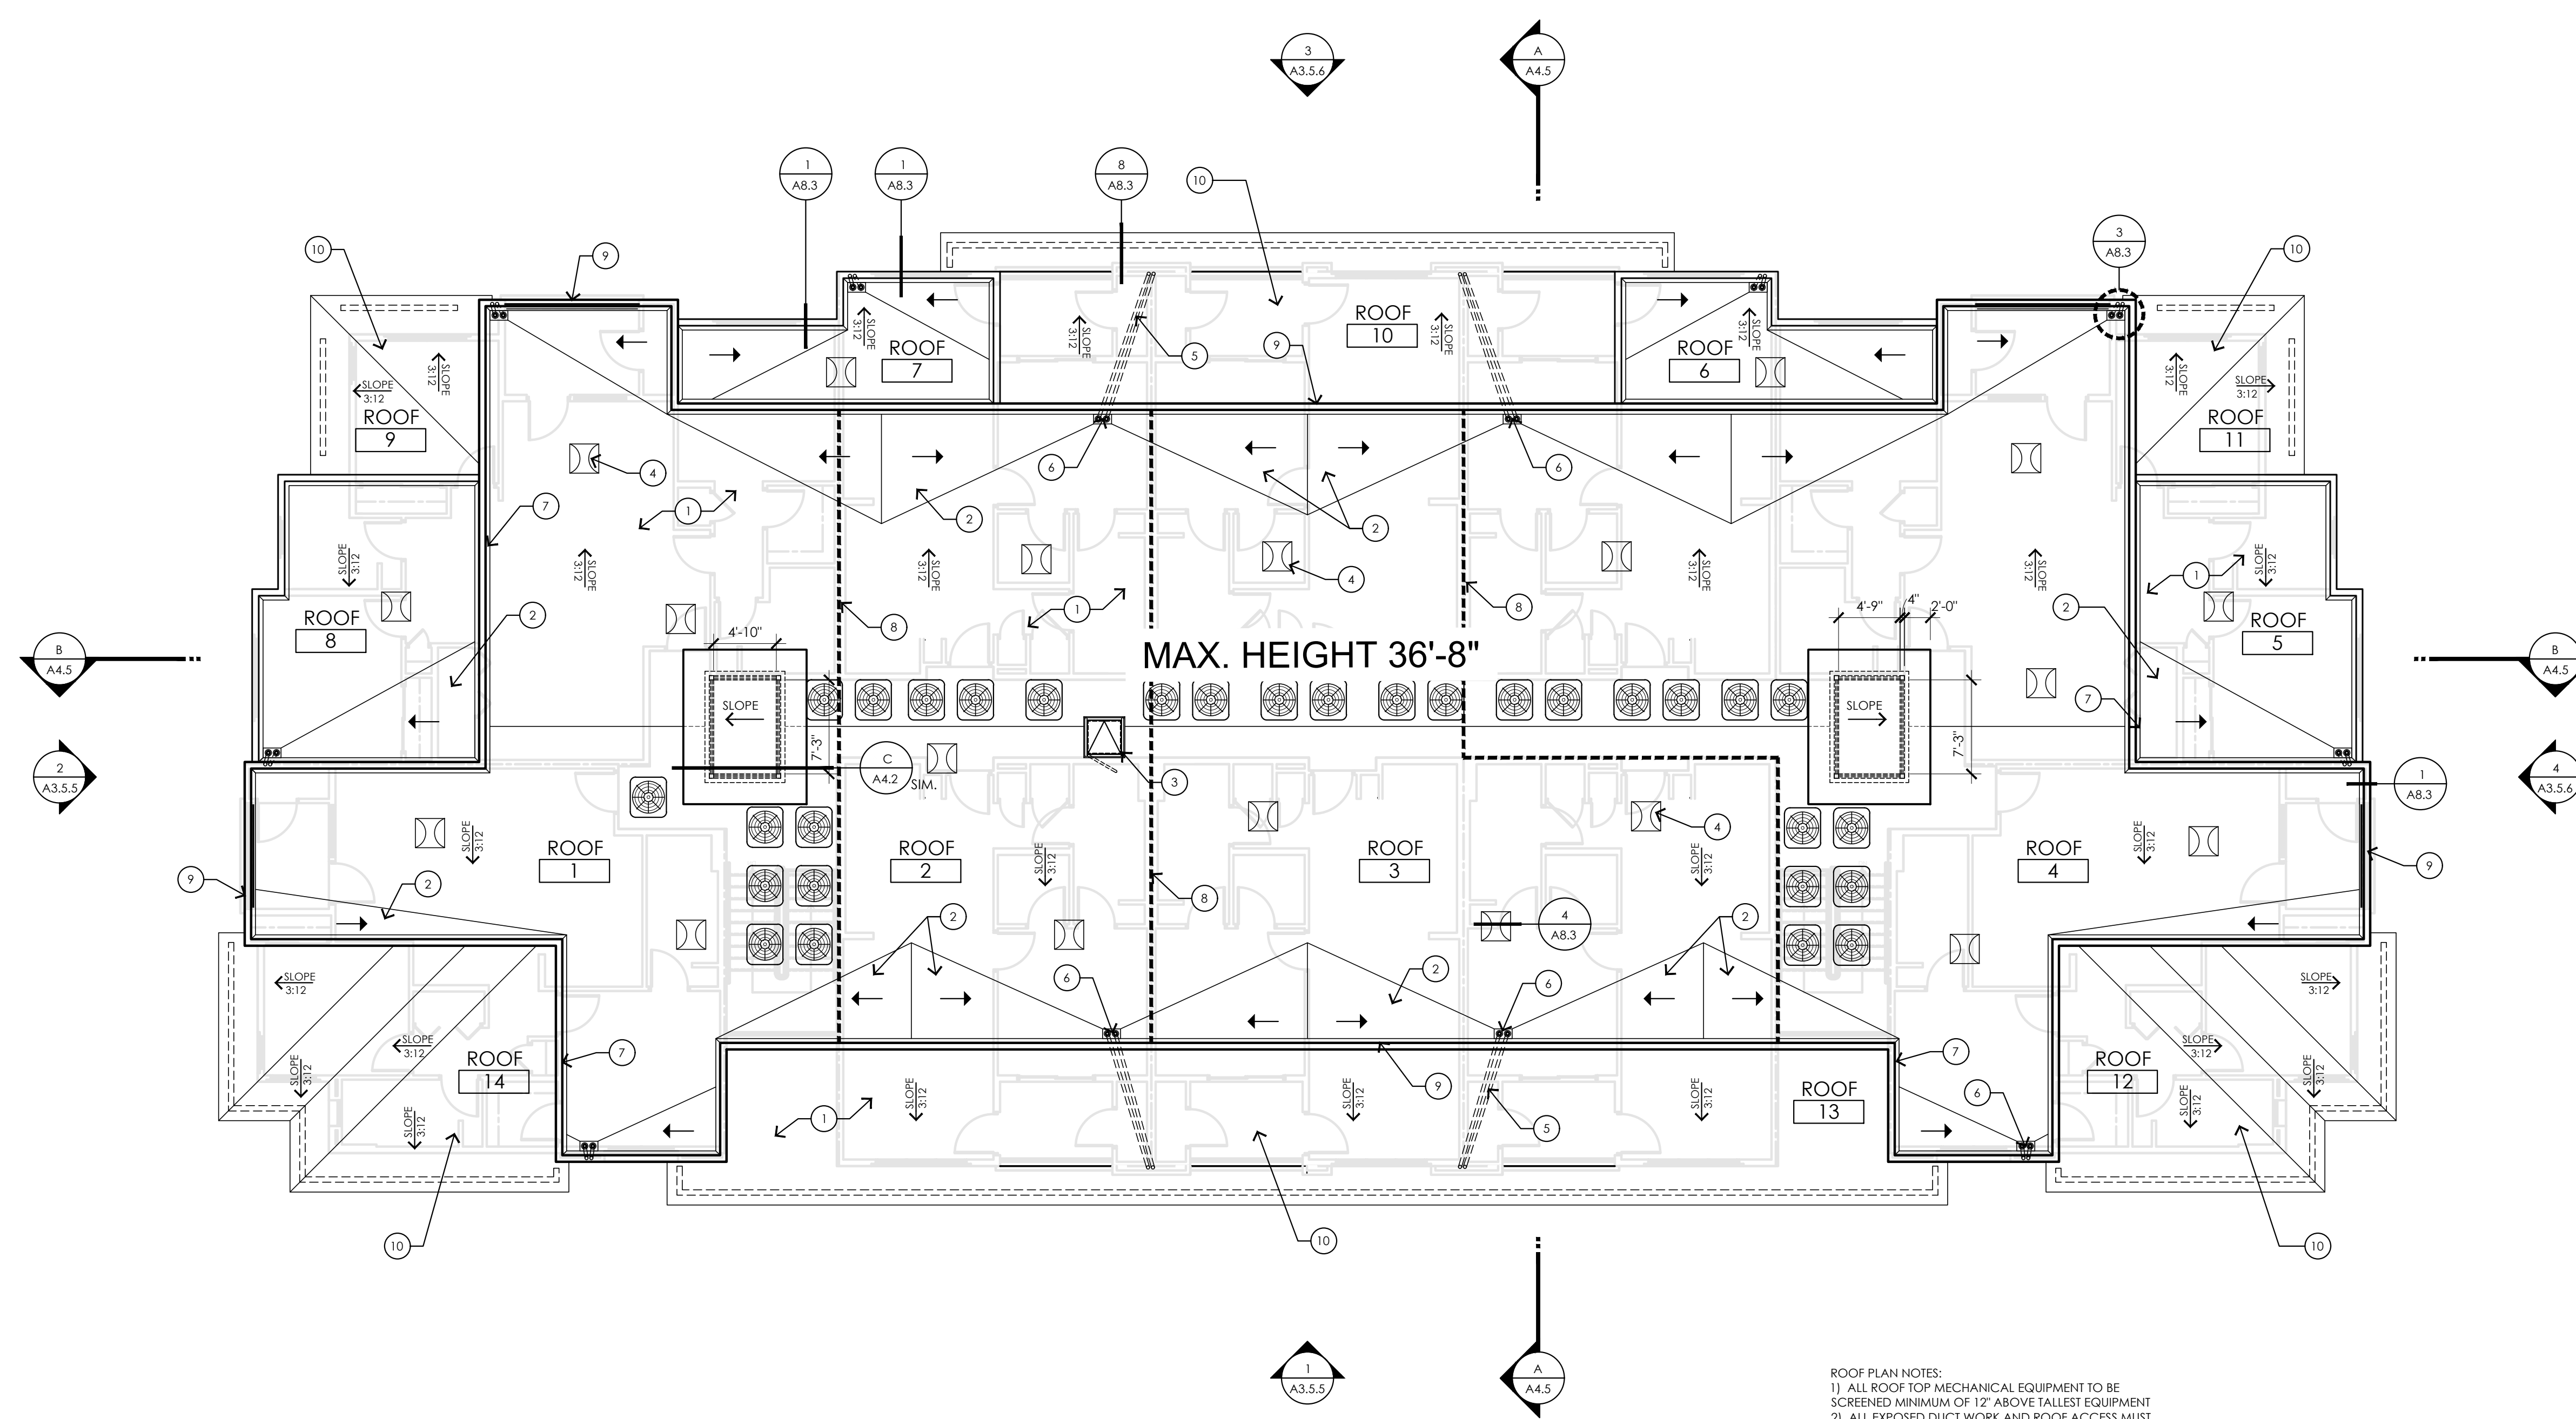 3
A3.5.6
A
A4.5
1
A8.3
1
A8.3
8
A8.3
10
3
A8.3
10
9
10
ROOF
10
SLOPE
3:12
SLOPE
3:12
SLOPE
3:12
SLOPE
3:12
ROOF
7
5
9
ROOF
6
SLOPE
3:12
SLOPE
3:12
ROOF
9
SLOPE
3:12
SLOPE
3:12
ROOF
11
4
6
6
7
1
2
2
SLOPE
3:12
SLOPE
3:12
SLOPE
3:12
SLOPE
3:12
SLOPE
3:12
SLOPE
3:12
4
1
1
8
8
2
2
ROOF
8
ROOF
5
4'-10"
4'-9"
4"
2'-0"
MAX. HEIGHT 36'-8"
B
A4.5
B
A4.5
7
SLOPE
SLOPE
7'-3"
7'-3"
C
A4.2
SIM.
3
2
A3.5.5
4
A3.5.6
1
A8.3
4
SLOPE
3:12
ROOF
1
ROOF
2
SLOPE
3:12
ROOF
3
SLOPE
3:12
ROOF
4
SLOPE
3:12
9
2
8
9
2
4
A8.3
2
6
2
6
SLOPE
3:12
SLOPE
3:12
SLOPE
3:12
SLOPE
3:12
ROOF
14
7
7
ROOF
12
SLOPE
3:12
SLOPE
3:12
SLOPE
3:12
SLOPE
3:12
SLOPE
3:12
SLOPE
3:12
SLOPE
3:12
9
ROOF
13
6
1
5
10
10
10
1
A3.5.5
A
A4.5
ROOF PLAN NOTES:
1) ALL ROOF TOP MECHANICAL EQUIPMENT TO BE
SCREENED MINIMUM OF 12" ABOVE TALLEST EQUIPMENT
2) ALL EXPOSED DUCT WORK AND ROOF ACCESS MUST